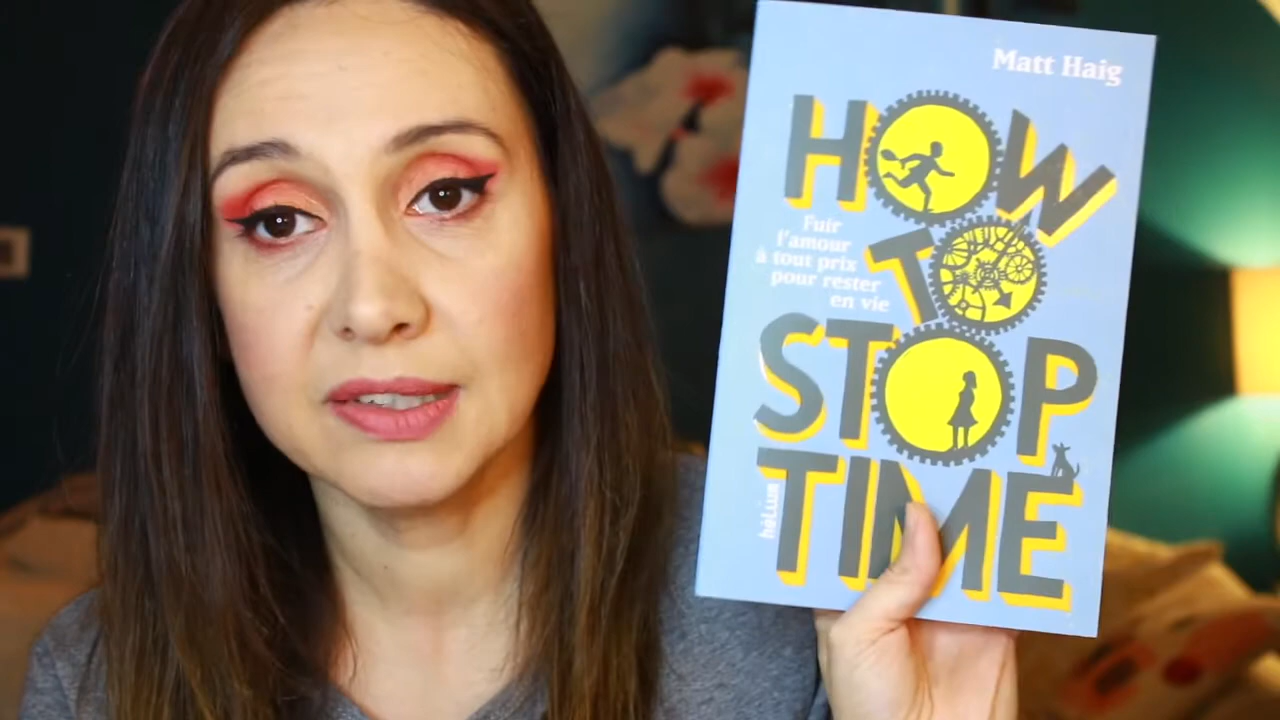 Matt Haig
HOW
Fuir
l'amour
à tout prix
pour rester
en vie
TO
STOP
TIME
hélium